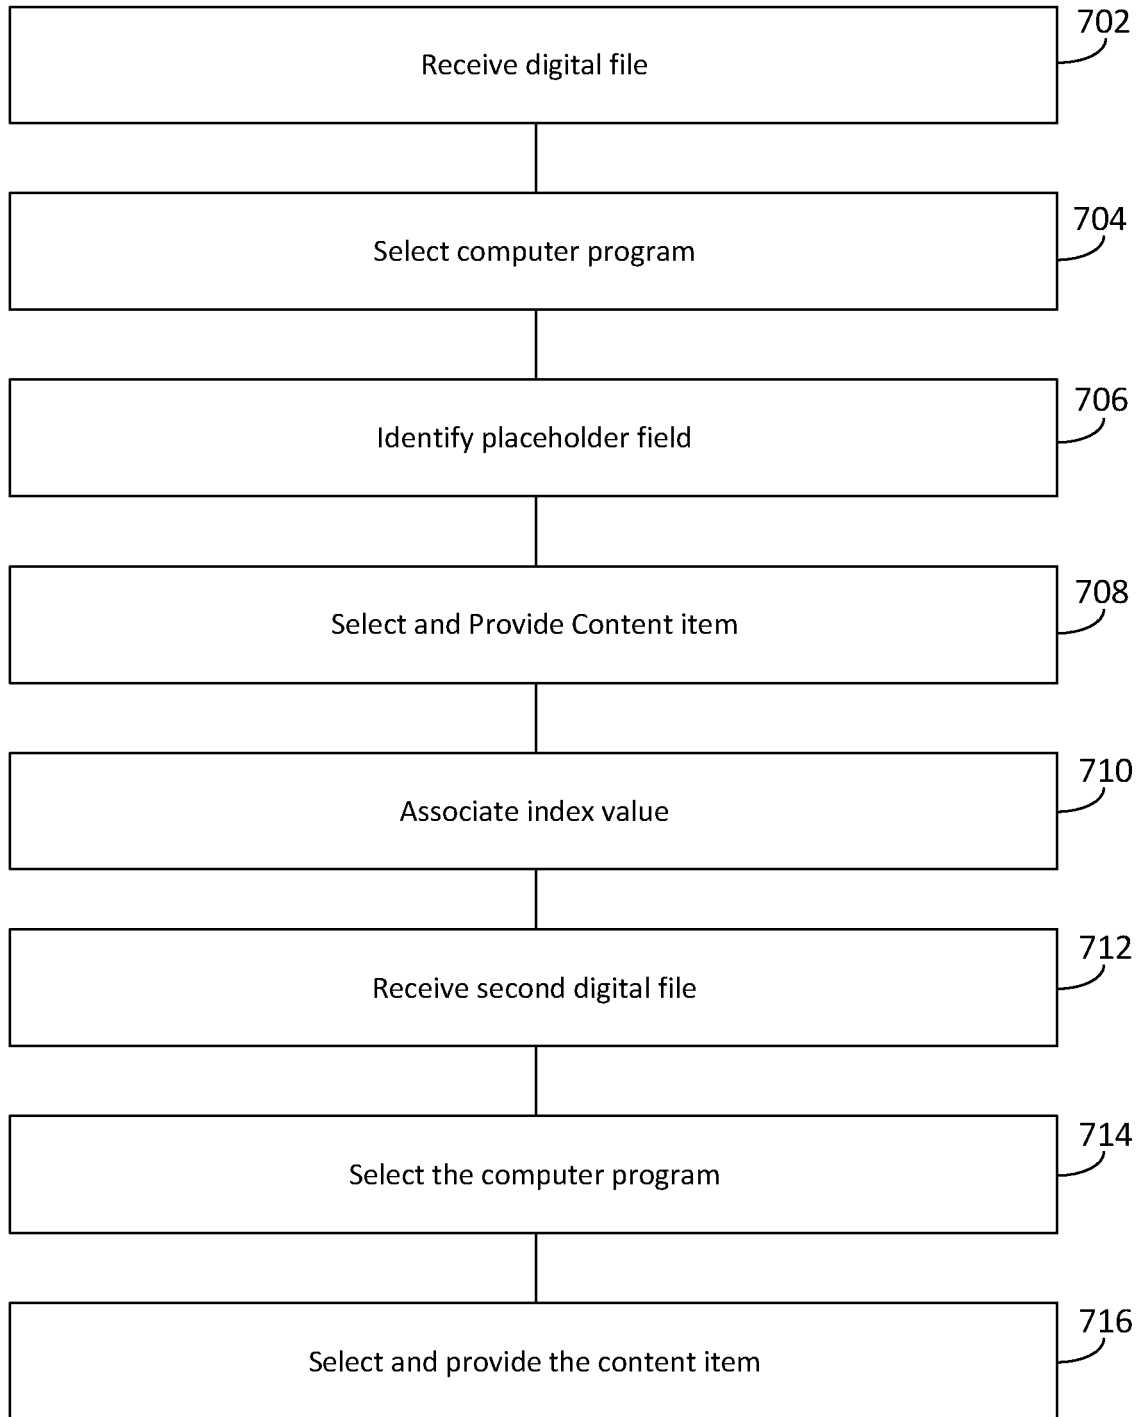 702
Receive digital file
704
Select computer program
706
Identify placeholder field
708
Select and Provide Content item
710
Associate index value
712
Receive second digital file
714
Select the computer program
716
Select and provide the content item